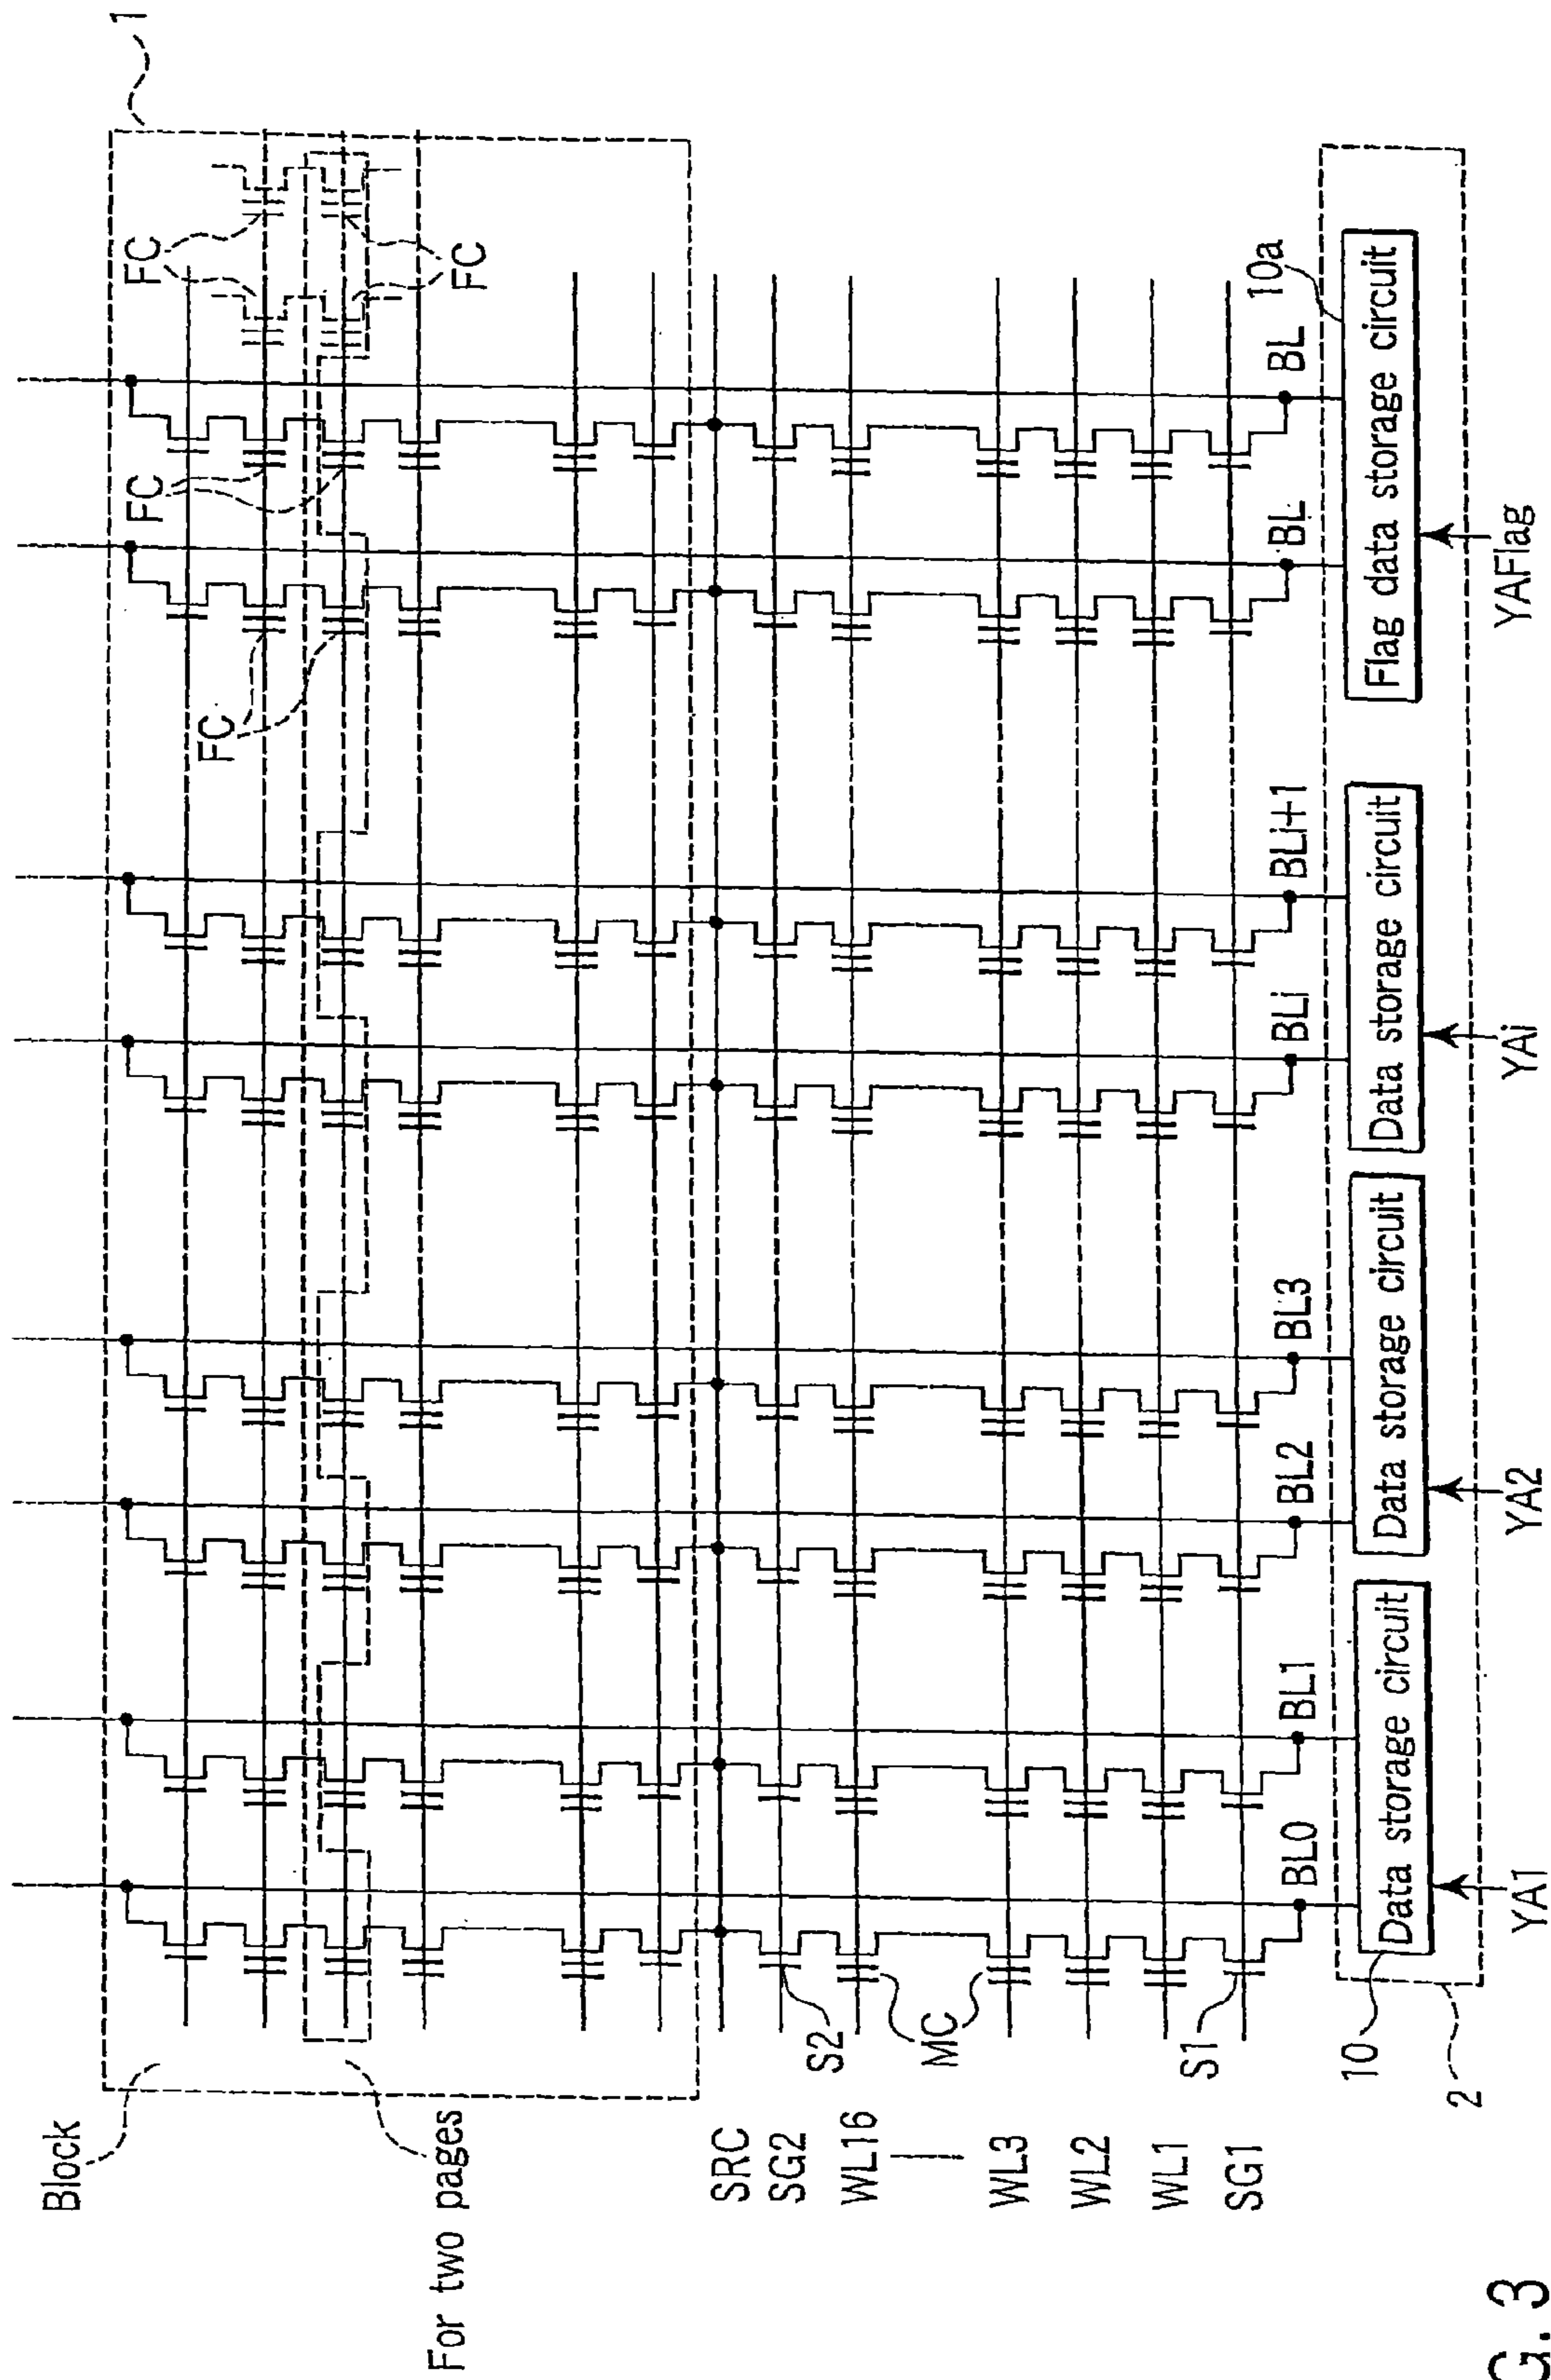 1
Block
For two pages
FC
FC
FC
FC
SRC
SG2
WL16
WL3
WL2
WL1
SG1
S2
MC
S1
BL0
BL1
BL2
BL3
BLi
BLi+1
BL
BL
10
10a
Data storage circuit
Data storage circuit
Data storage circuit
Flag data storage circuit
2
YA1
YA2
YAi
YAFlag
G. 3